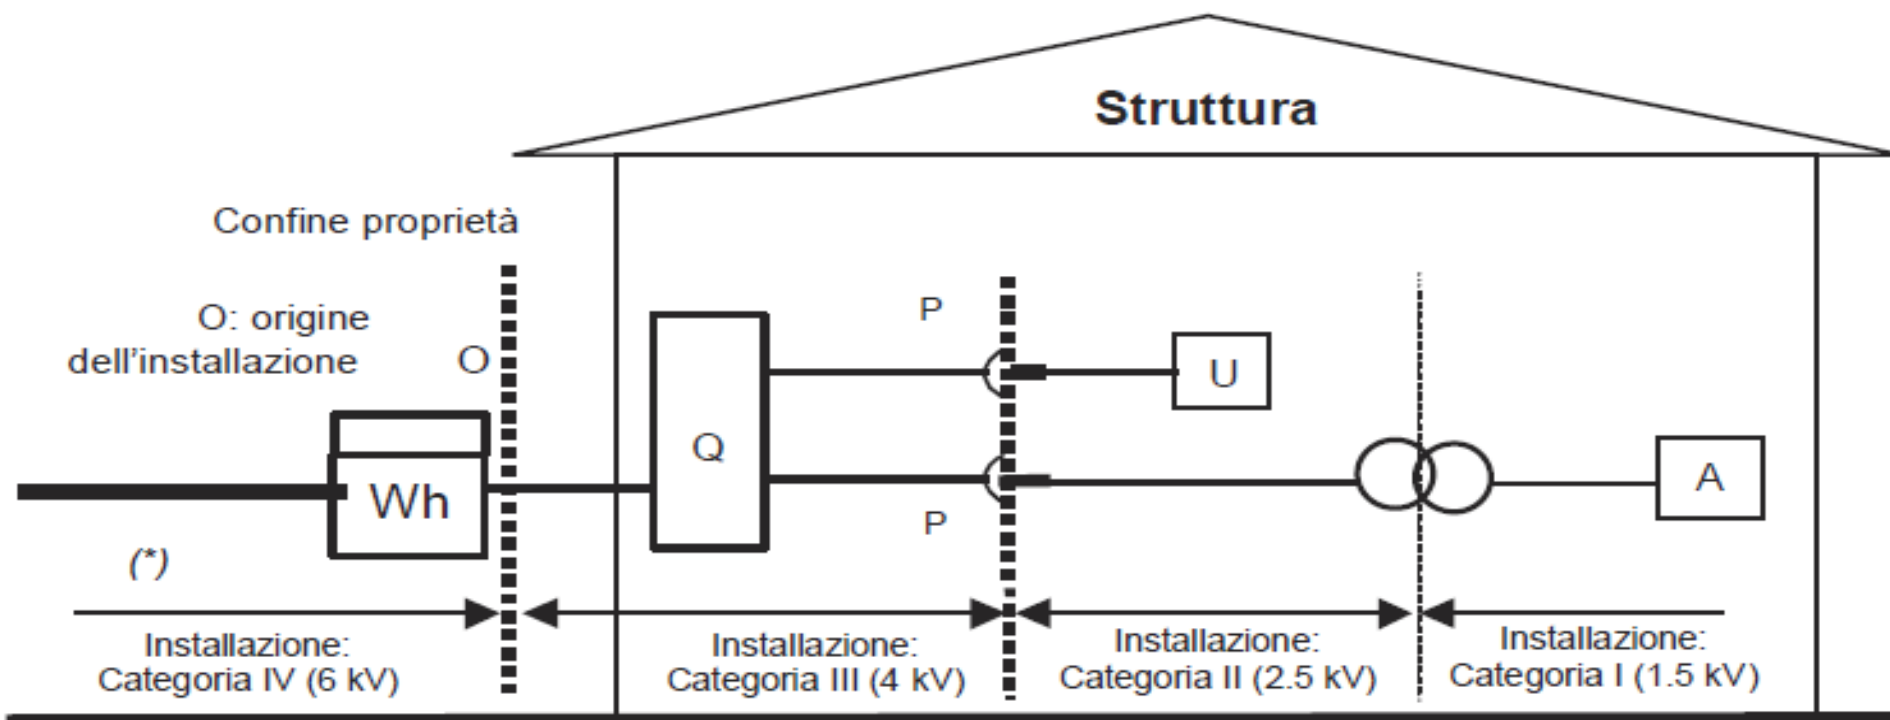 Struttura
Confine proprietà
O: origine
dell'installazione
O
P
U
Q
Wh
A
P
(*)
Installazione:
Categoria IV (6 kV)
Installazione:
Categoria III (4 kV)
Installazione:
Categoria II (2.5 kV)
Installazione:
Categoria I (1.5 kV)